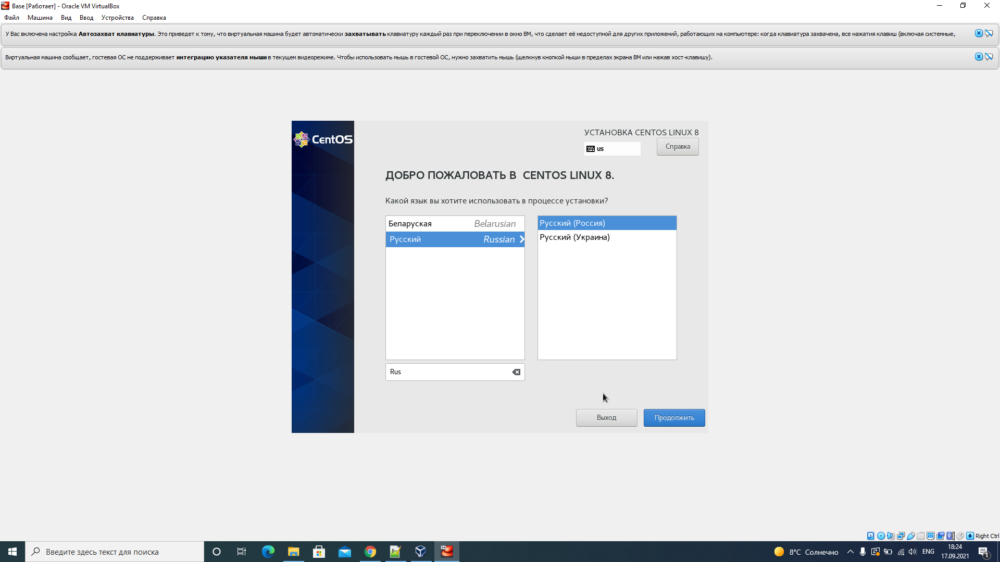 Base [Работает] - Oracle VM VirtualBox
Файл Машина Вид Ввод Устройства Справка
У Вас включена настройка Автозахват клавиатуры. Это приведет к тому, что виртуальная машина будет автоматически захватывать клавиатуру каждый раз при переключении в окно ВМ, что сделает её недоступной для других приложений, работающих на компьютере: когда клавиатура захвачена, все нажатия клавиш (включая системные,
Виртуальная машина сообщает, гостевая ОС не поддерживает интеграцию указателя мыши в текущем видеорежиме. Чтобы использовать мышь в гостевой ОС, нужно захватить мышь (щелкнув кнопкой мыши в пределах экрана ВМ или нажав хост-клавишу).
CentOS
УСТАНОВКА CENTOS LINUX 8
us
Справка
ДОБРО ПОЖАЛОВАТЬ В CENTOS LINUX 8.
Какой язык вы хотите использовать в процессе установки?
Беларуская Belarusian
Русский Russian
Русский (Россия)
Русский (Украина)
Rus
Выход
Продолжить
Right Ctrl
Введите здесь текст для поиска
8°C Солнечно
ENG
18:24
17.09.2021
1